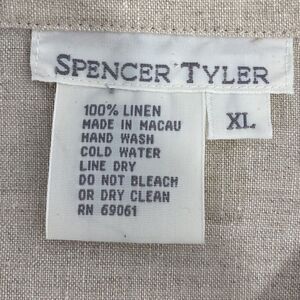 SPENCER TYLER
XL
100% LINEN
MADE IN MACAU
HAND WASH
COLD WATER
LINE DRY
DO NOT BLEACH
OR DRY CLEAN
RN 69061